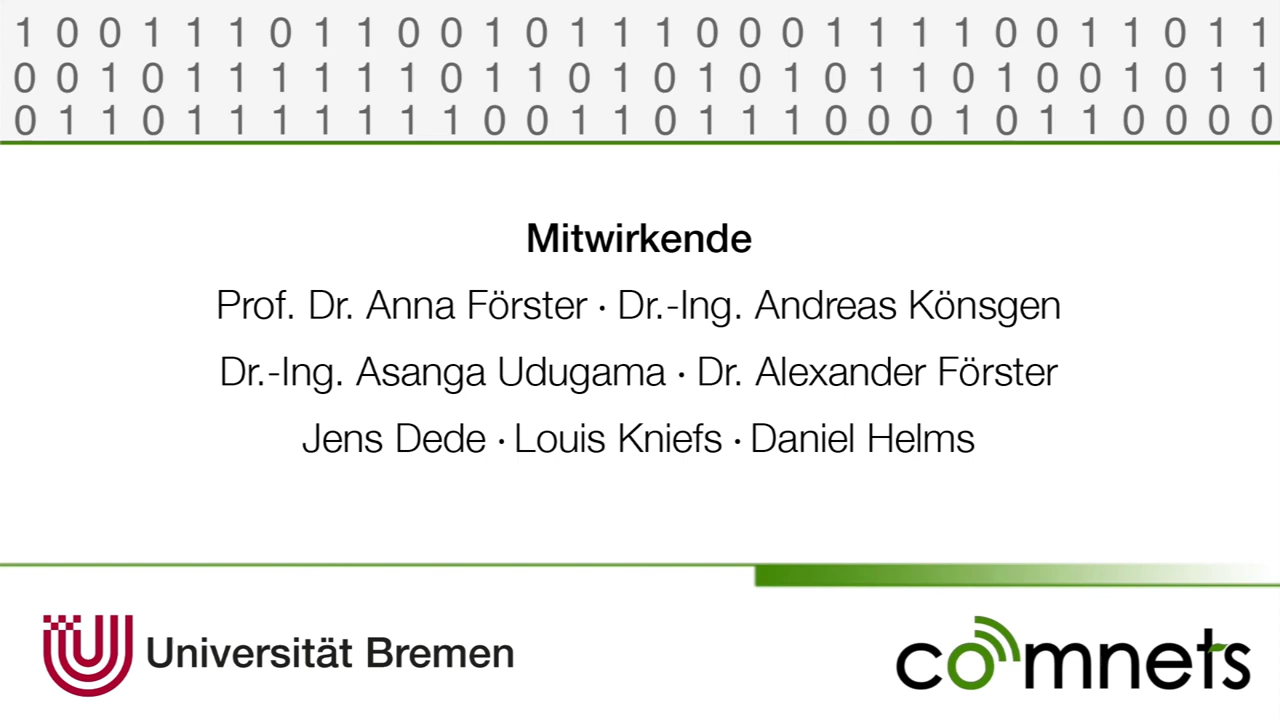 1 0 0 1 1 1 0 1 1 0 0 1 0 1 1 1 0 0 0 1 1 1 1 0 0 1 1 0 1 1
0 0 1 0 1 1 1 1 1 1 0 1 1 0 1 0 1 0 1 0 1 1 0 1 0 0 1 0 1 1
0 1 1 0 1 1 1 1 1 1 1 0 0 1 1 0 1 1 1 0 0 0 1 0 1 1 0 0 0 0
Mitwirkende
Prof. Dr. Anna Förster · Dr.-Ing. Andreas Könsgen
Dr.-Ing. Asanga Udugama · Dr. Alexander Förster
Jens Dede · Louis Kniefs · Daniel Helms
Universität Bremen
comnets